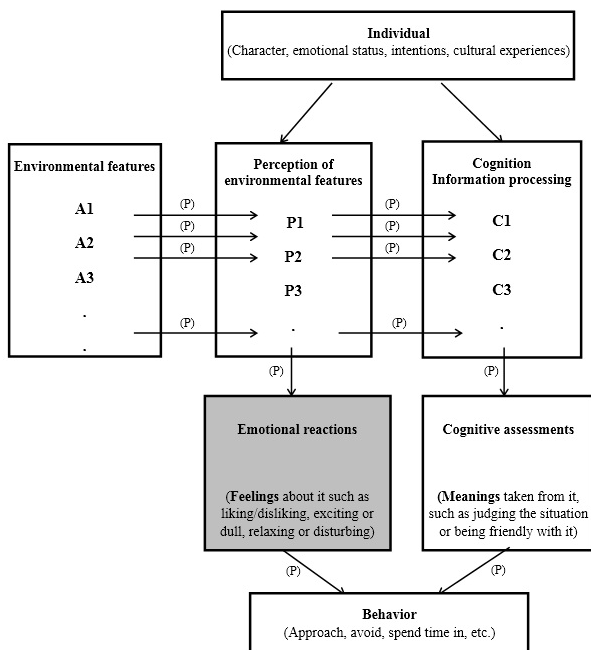 Individual
(Character, emotional status, intentions, cultural experiences)
Environmental features
A1
A2
A3
.
.
(P)
(P)
(P)
(P)
Perception of
environmental features
P1
P2
P3
.
(P)
(P)
(P)
(P)
Cognition
Information processing
C1
C2
C3
.
(P)
(P)
Emotional reactions
(Feelings about it such as
liking/disliking, exciting or
dull, relaxing or disturbing)
Cognitive assessments
(Meanings taken from it,
such as judging the situation
or being friendly with it)
(P)
(P)
Behavior
(Approach, avoid, spend time in, etc.)